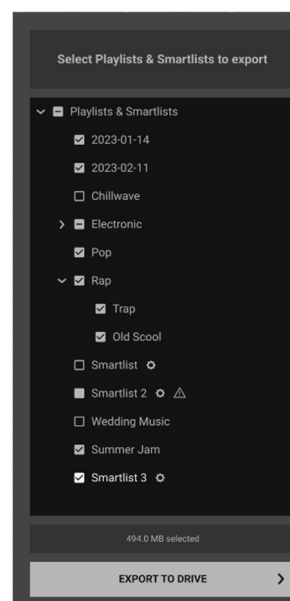 Select Playlists & Smartlists to export
Playlists & Smartlists
2023-01-14
2023-02-11
Chillwave
Electronic
Pop
Rap
Trap
Old Scool
Smartlist
Smartlist 2
Wedding Music
Summer Jam
Smartlist 3
494.0 MB selected
EXPORT TO DRIVE